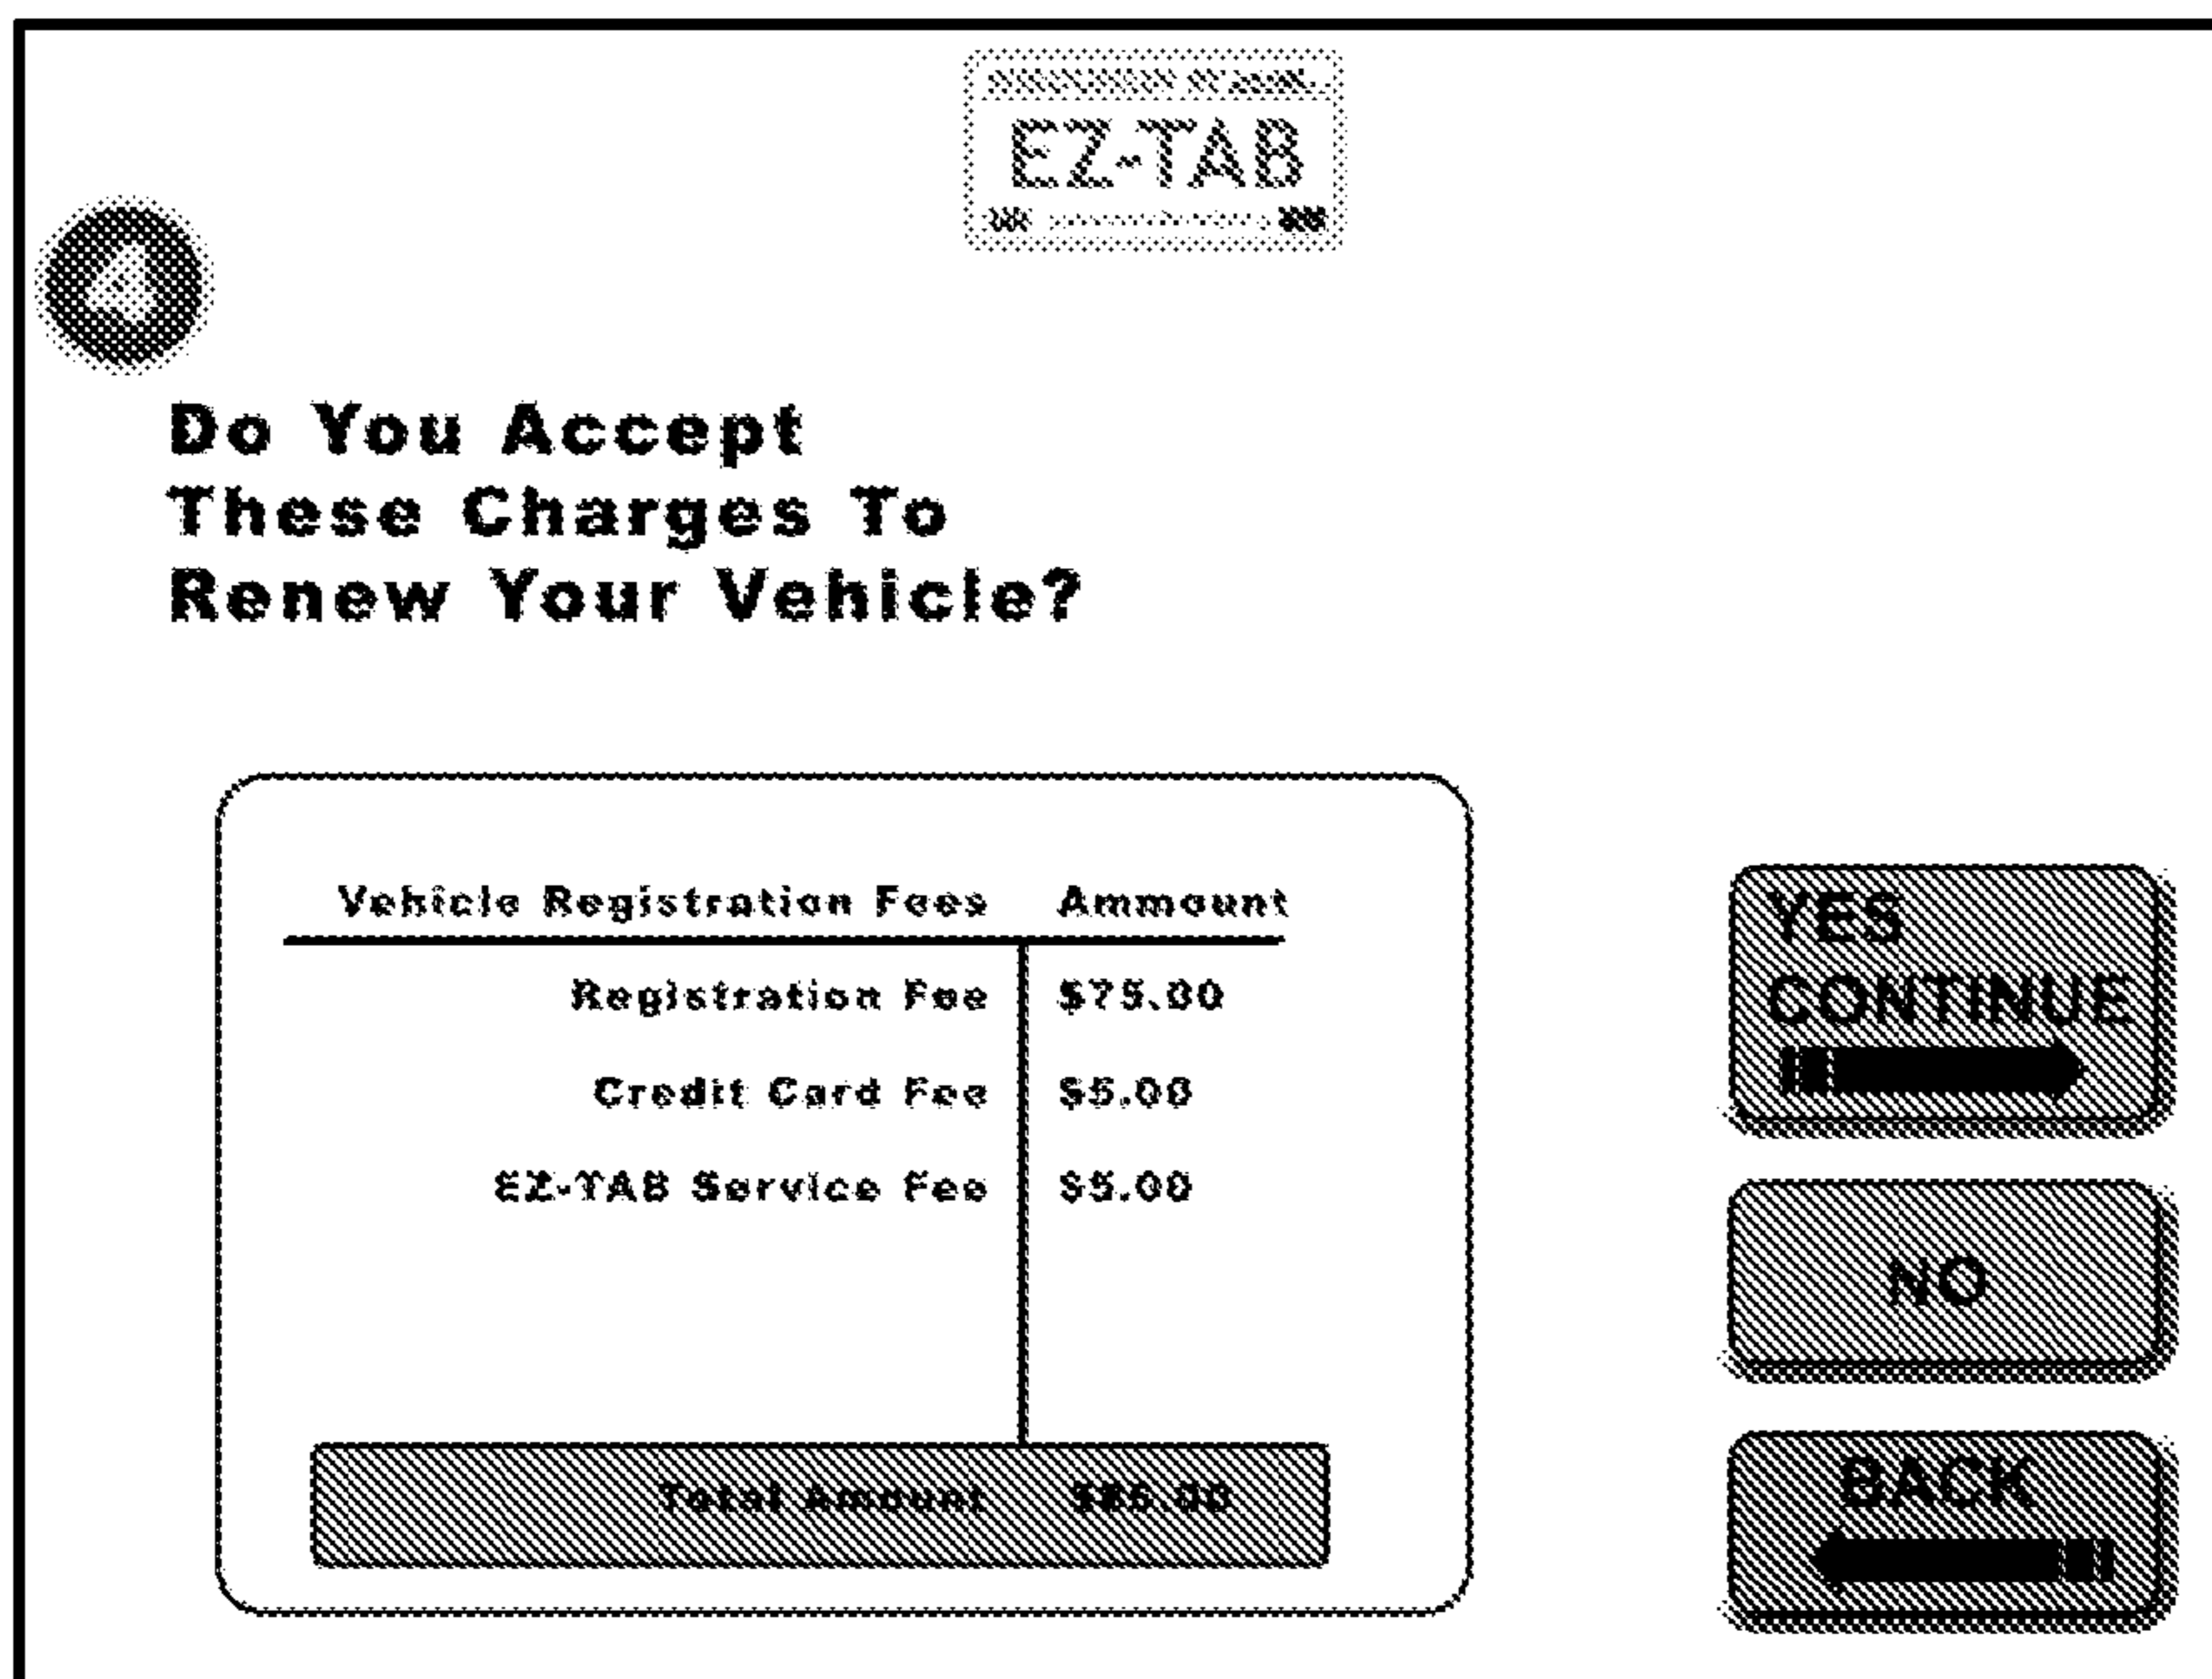 EZ-TAB
4
Do You Accept
These Charges To
Renew Your Vehicle?
Vehicle Registration Fees Ammount
Registration Fee $75.00
Credit Card Fee $5.00
EZ-TAB Service Fee $5.00
Total Amount $85.00
YES
CONTINUE
NO
BACK